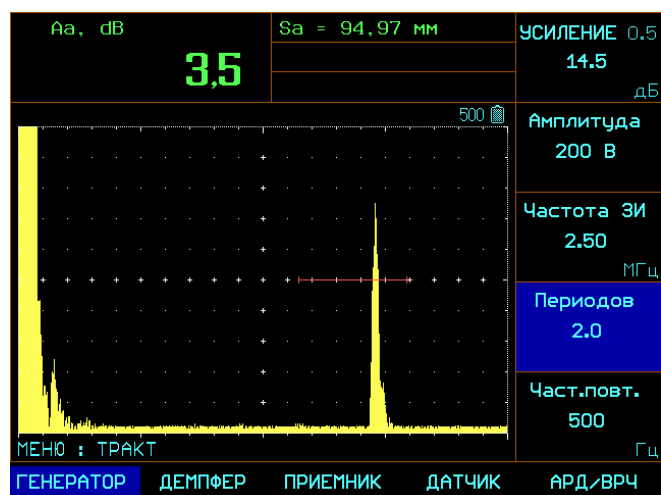 Aa, dB
3,5
Sa = 94,97 мм
УСИЛЕНИЕ 0.5
14.5
дБ
500
Амплитуда
200 В
Частота ЗИ
2.50
МГц
Периодов
2.0
Част.повт.
500
Гц
МЕНЮ : ТРАКТ
ГЕНЕРАТОР ДЕМПФЕР ПРИЕМНИК ДАТЧИК АРД/ВРЧ